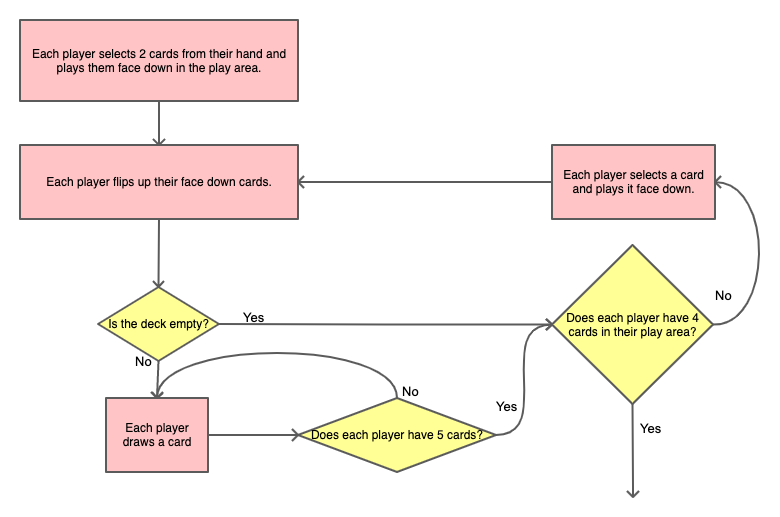 Each player selects 2 cards from their hand and
plays them face down in the play area.
Each player flips up their face down cards.
Each player selects a card
and plays it face down.
Is the deck empty?
Yes
No
Does each player have 4
cards in their play area?
No
Yes
Each player
draws a card
Does each player have 5 cards?
No
Yes